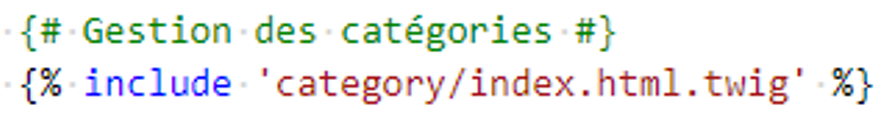 {# Gestion des catégories #}
{% include 'category/index.html.twig' %}